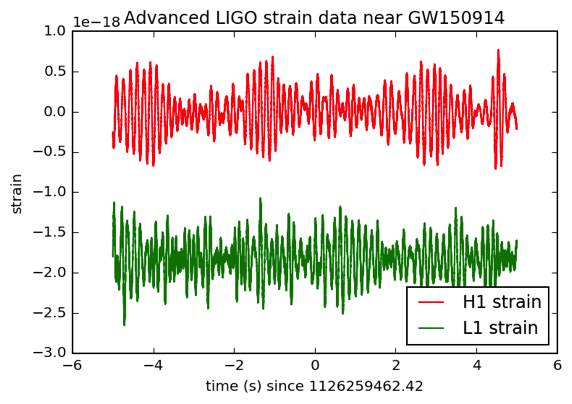 Advanced LIGO strain data near GW150914
1e−18
1.0
0.5
0.0
−0.5
−1.0
−1.5
−2.0
−2.5
−3.0
strain
H1 strain
L1 strain
−6 −4 −2 0 2 4 6
time (s) since 1126259462.42